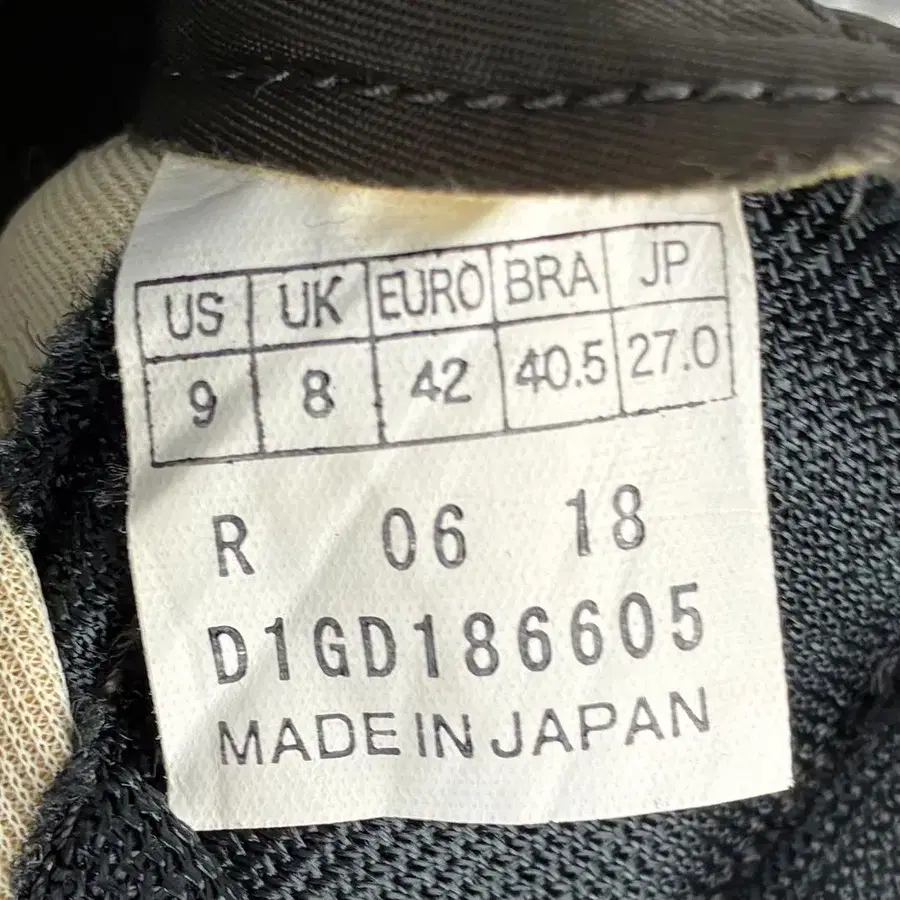 US UK EURO BRA JP
9 8 42 40.5 27.0
R 06 18
D1GD186605
MADE IN JAPAN